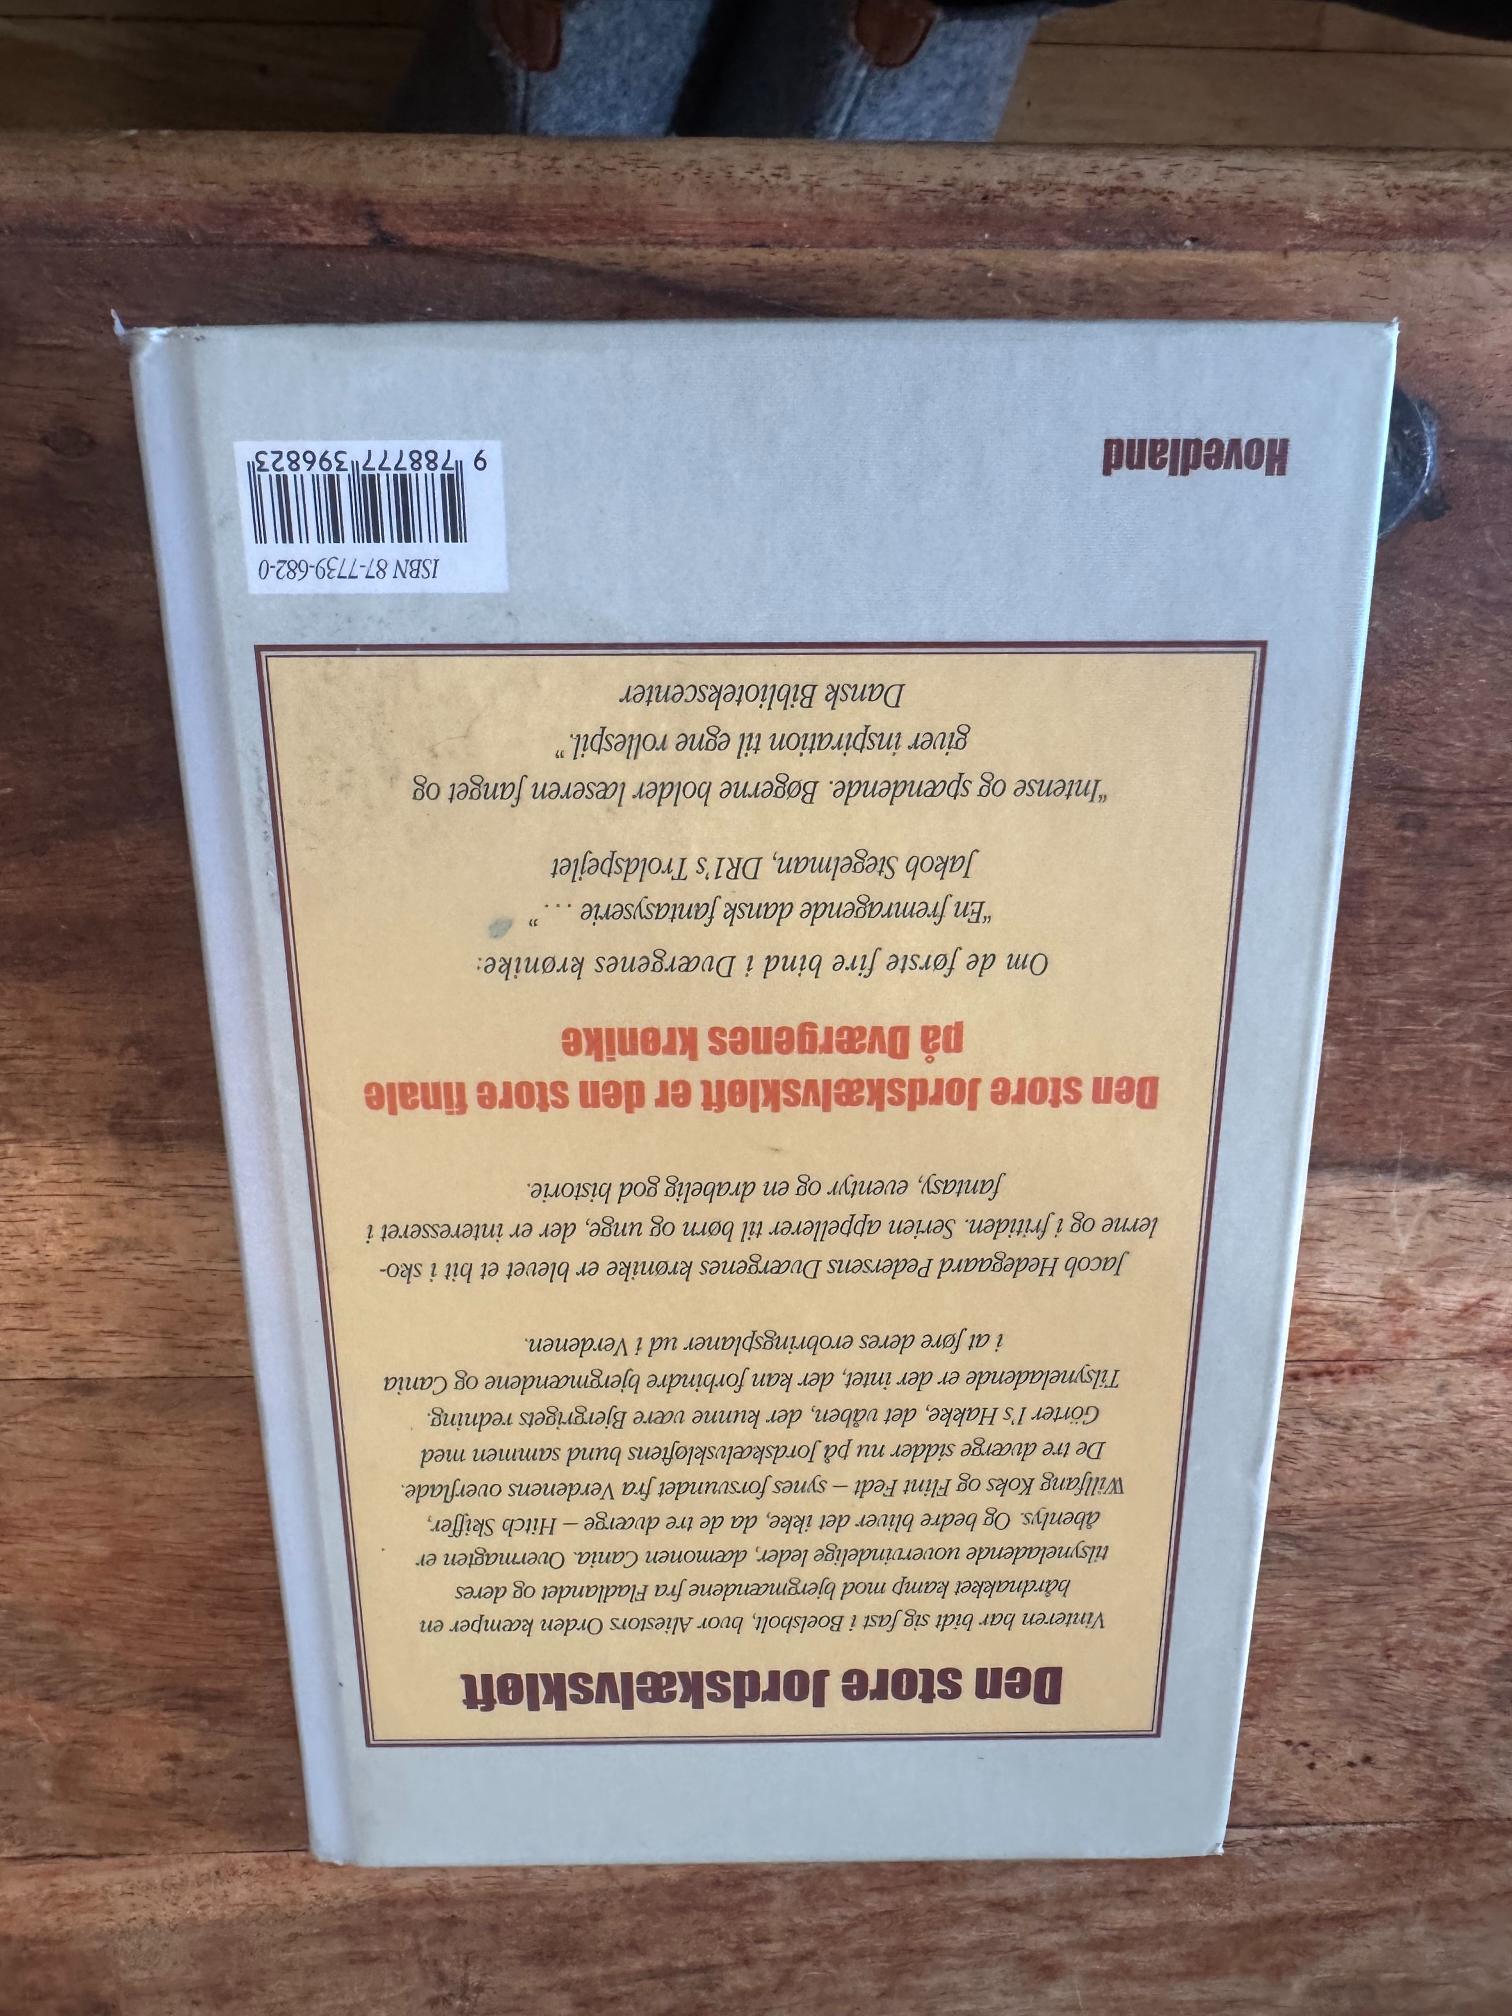 Den store Jordskælvskløft
Vinteren har bidt sig fast i Boelsholt, hvor Aliestors Orden kæmper en
hårdnakket kamp mod bjergmændene fra Fladlandet og deres
tilsyneladende uovervindelige leder, dæmonen Cania. Overmagten er
åbenlys. Og bedre bliver det ikke, da de tre dværge – Hitch Skiffer,
Willfang Koks og Flint Fedt – synes forsvundet fra Verdenens overflade.
De tre dværge sidder nu på Jordskælvskløftens bund sammen med
Görter I's Hakke, det våben, der kunne være Bjergrigets redning.
Tilsyneladende er der intet, der kan forhindre bjergmændene og Cania
i at føre deres erobringsplaner ud i Verdenen.
Jacob Hedegaard Pedersens Dværgenes krønike er blevet et hit i sko-
lerne og i fritiden. Serien appellerer til børn og unge, der er interesseret i
fantasy, eventyr og en drabelig god historie.
Den store Jordskælvskløft er den store finale
på Dværgenes krønike
Om de første fire bind i Dværgenes krønike:
"En fremragende dansk fantasyserie . . ."
Jakob Stegelman, DR1's Troldspejlet
"Intense og spændende. Bøgerne holder læseren fanget og
giver inspiration til egne rollespil."
Dansk Bibliotekscenter
ISBN 87-7739-682-0
9 788777 396823
Hovedland